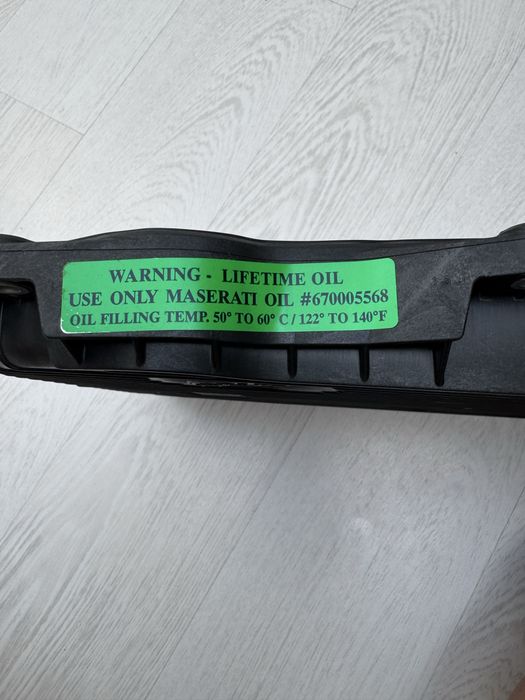 WARNING - LIFETIME OIL
USE ONLY MASERATI OIL #670005568
OIL FILLING TEMP. 50° TO 60° C / 122° TO 140°F